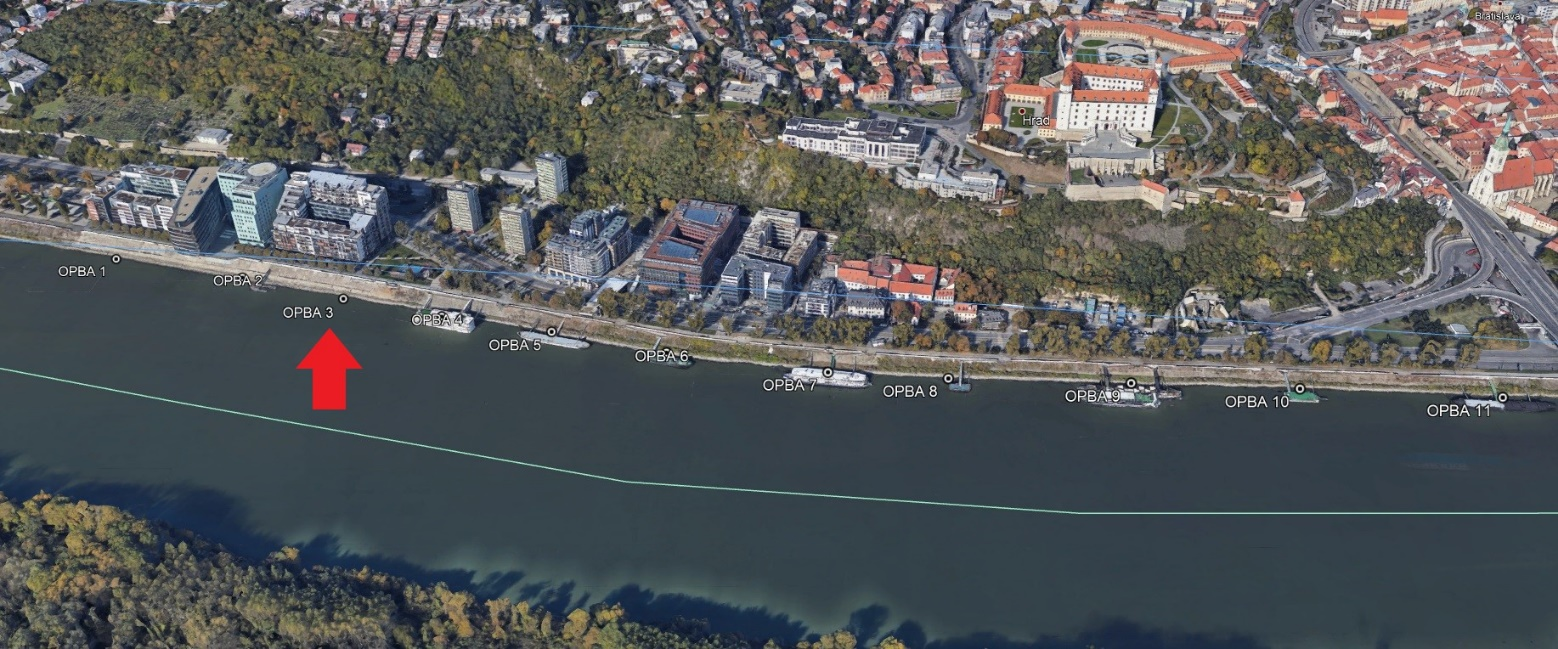 Bratislava
Hrad
OPBA 1
OPBA 2
OPBA 3
OPBA 4
OPBA 5
OPBA 6
OPBA 7
OPBA 8
OPBA 9
OPBA 10
OPBA 11